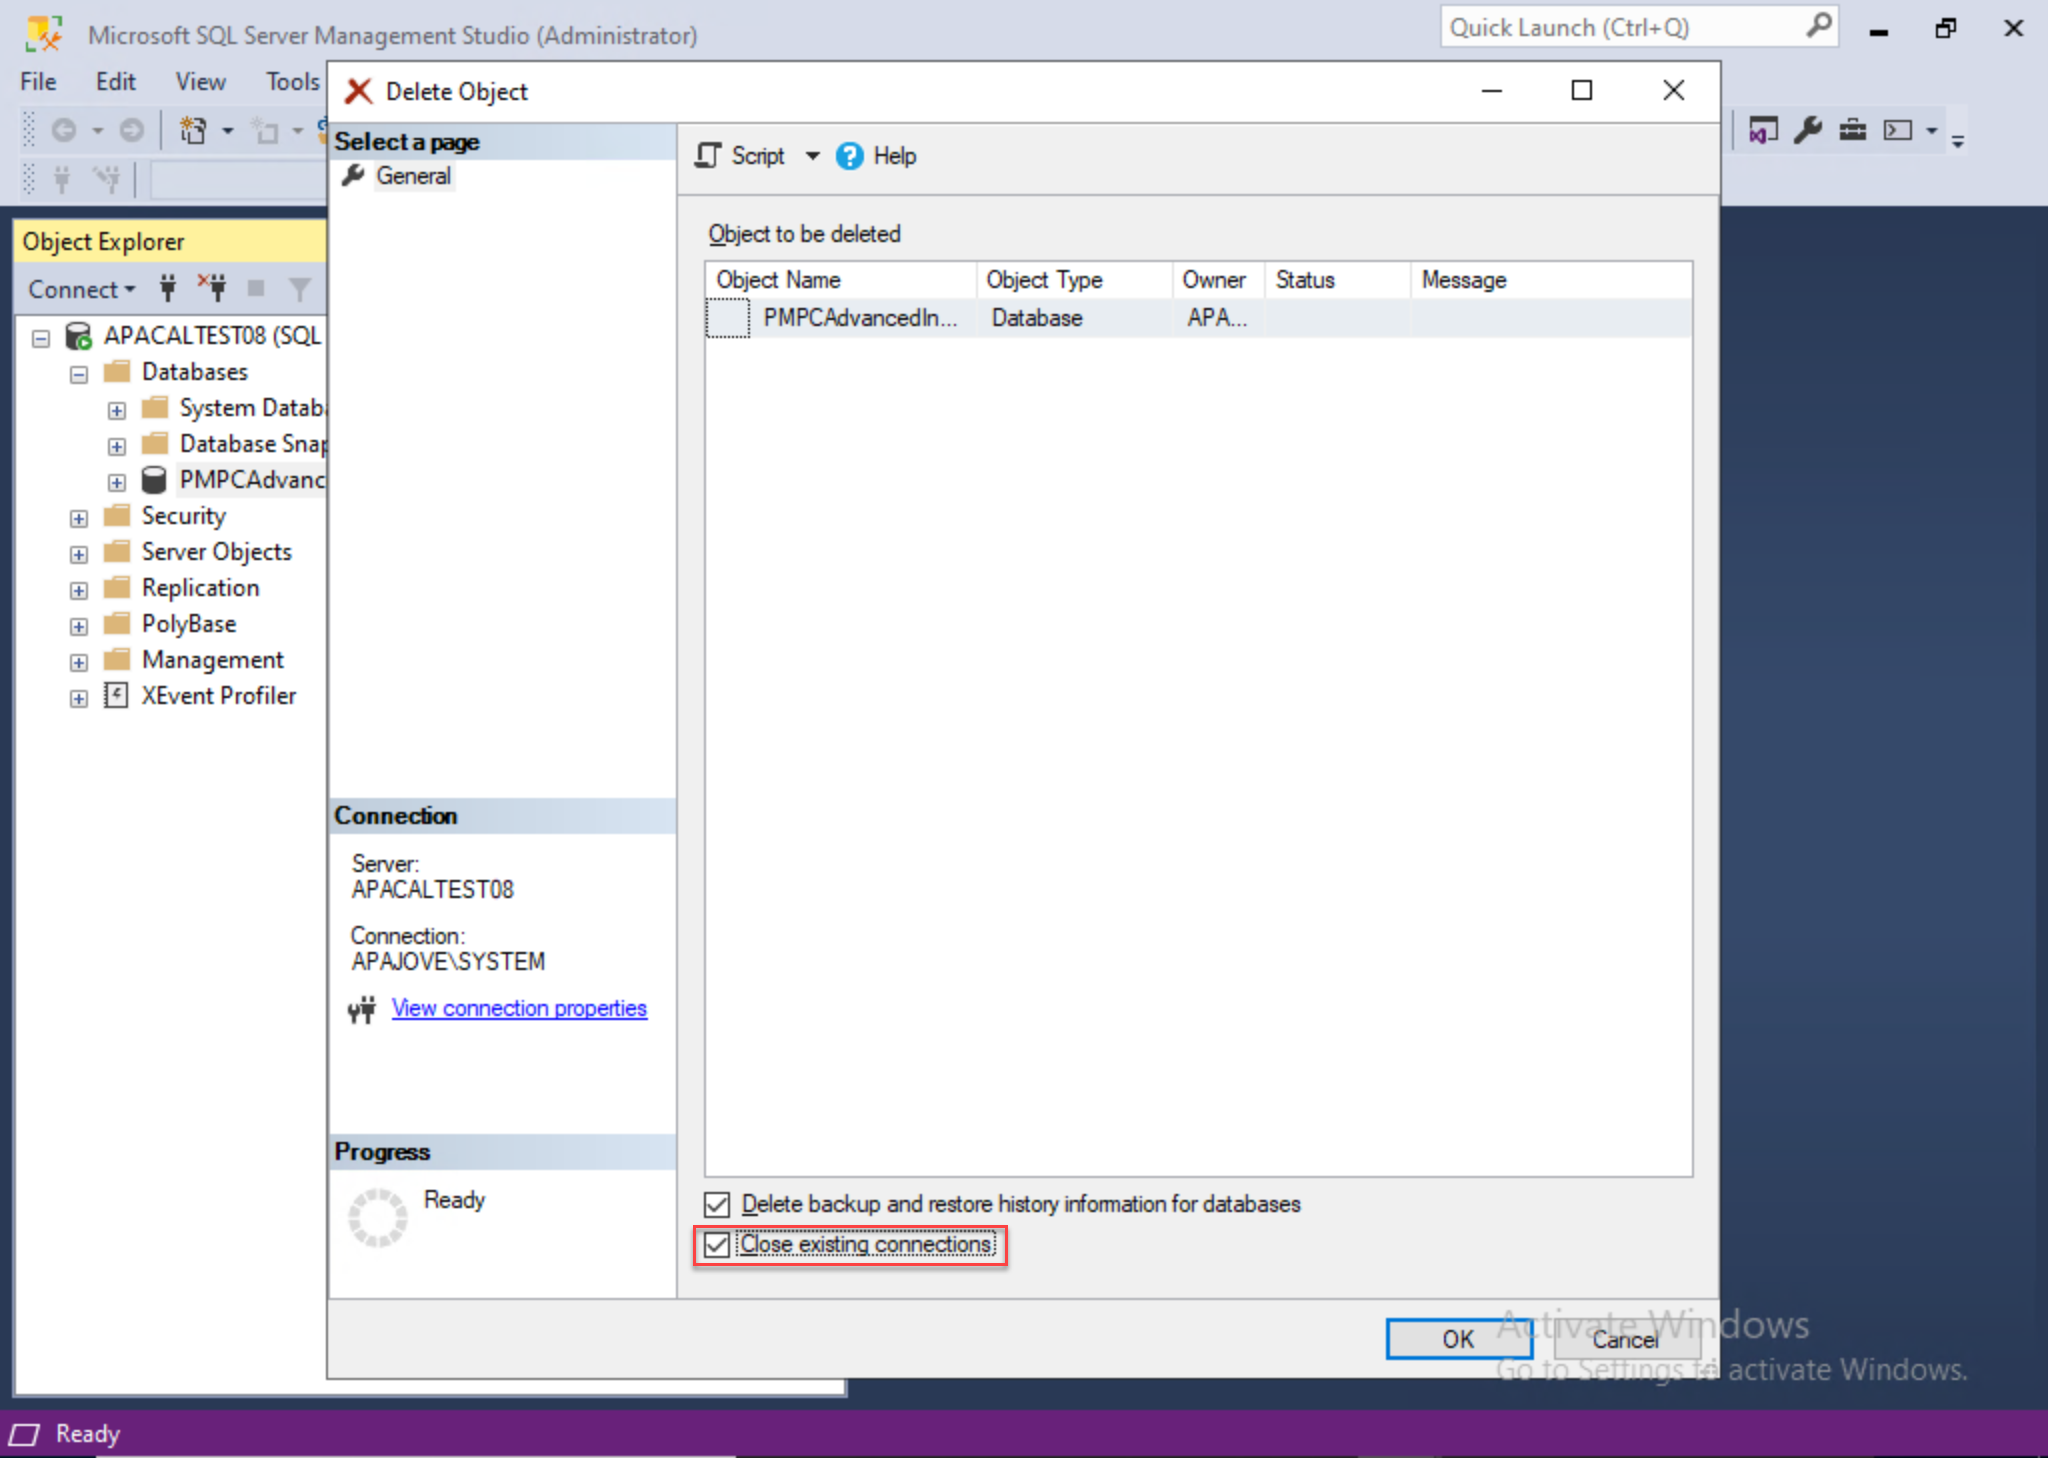 Microsoft SQL Server Management Studio (Administrator)
Quick Launch (Ctrl+Q)
File Edit View Tools
Delete Object
Select a page
General
Script Help
Object Explorer
Connect
APACALTEST08 (SQL
Databases
System Databa
Database Snap
PMPCAdvanc
Security
Server Objects
Replication
PolyBase
Management
XEvent Profiler
Object to be deleted
Object Name Object Type Owner Status Message
PMPCAdvancedIn... Database APA...
Connection
Server:
APACALTEST08
Connection:
APAJOVE\SYSTEM
View connection properties
Progress
Ready
Delete backup and restore history information for databases
Close existing connections
OK Cancel
Activate Windows
Go to Settings to activate Windows.
Ready